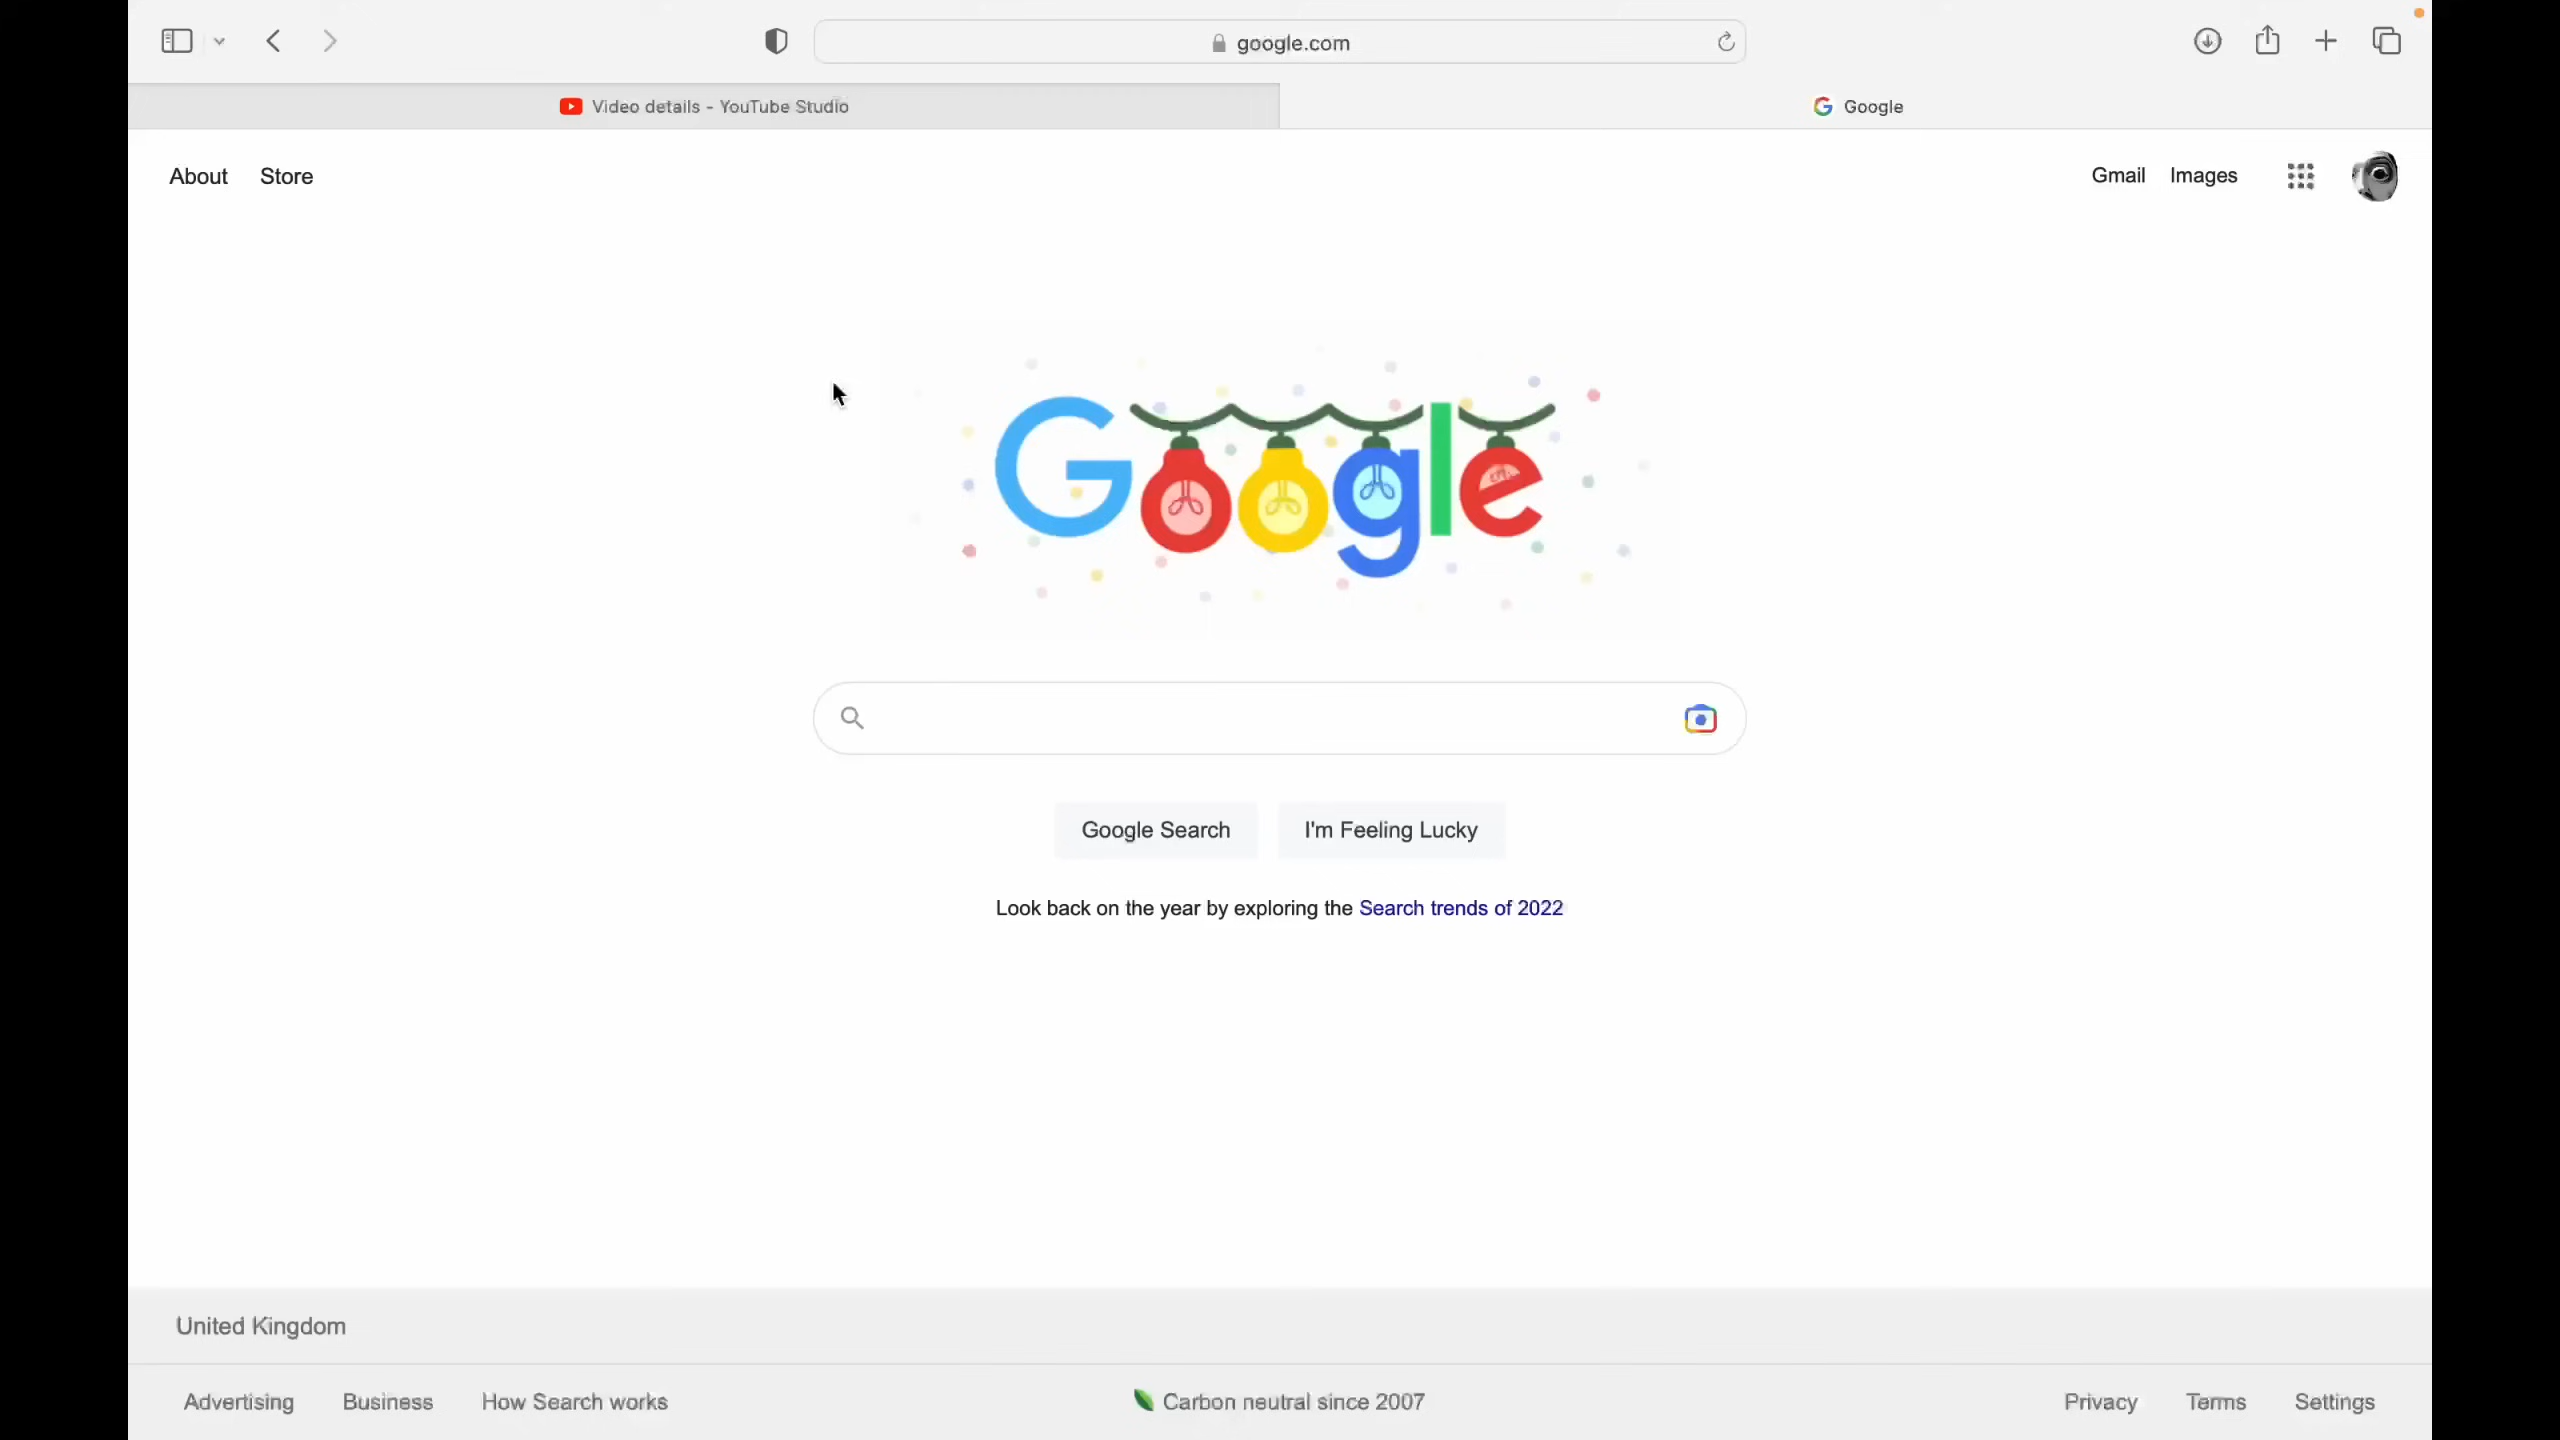 google.com
Video details - YouTube Studio
Google
About Store
Gmail Images
Google
Google Search
I'm Feeling Lucky
Look back on the year by exploring the Search trends of 2022
United Kingdom
Advertising Business How Search works
Carbon neutral since 2007
Privacy Terms Settings